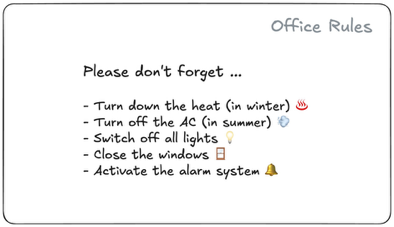 Office Rules
Please don't forget ...
- Turn down the heat (in winter) ♨️
- Turn off the AC (in summer) 💨
- Switch off all lights 💡
- Close the windows 🪟
- Activate the alarm system 🔔